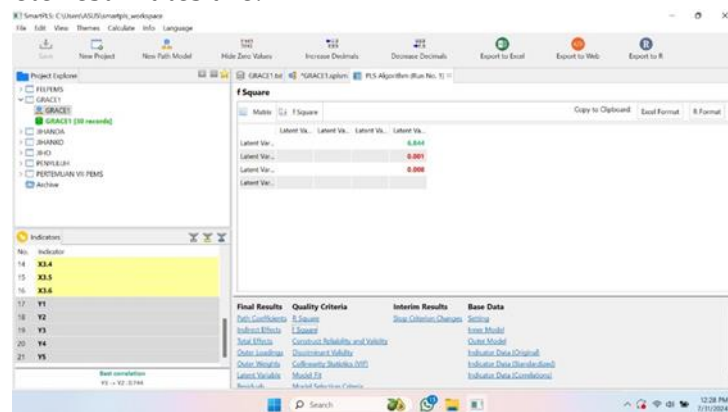 SmartPLS: C:\Users\ASUS\smartpls_workspace
File Edit View Themes Calculate Info Language
Save New Project New Path Model Hide Zero Values Increase Decimals Decrease Decimals Export to Excel Export to Web Export to R
Project Explorer
GRACE1.txt *GRACE1.splsm PLS Algorithm (Run No. 1)
FELPEMS
GRACE1
GRACE1
GRACE1 [30 records]
JIHANDA
JIHANKO
JIHO
PENYULUH
PERTEMUAN VII PEMS
Archive
f Square
Matrix f Square Copy to Clipboard: Excel Format R Format
Latent Va... Latent Va... Latent Va... Latent Va...
Latent Var... 6.844
Latent Var... 0.001
Latent Var...
Latent Var...
Indicators
No. Indicator
14 X3.4
15 X3.5
16 X3.6
17 Y1
18 Y2
19 Y3
20 Y4
21 Y5
Best correlation
Y1 -> Y2 : 0.744
Final Results Quality Criteria Interim Results Base Data
Path Coefficients R Square Stop Criterion Changes Setting
Indirect Effects f Square Inner Model
Total Effects Construct Reliability and Validity Outer Model
Outer Loadings Discriminant Validity Indicator Data (Original)
Outer Weights Collinearity Statistics (VIF) Indicator Data (Standardized)
Latent Variable Model Fit Indicator Data (Correlations)
Residuals Model Selection Criteria
Search
12:28 PM
7/31/2024